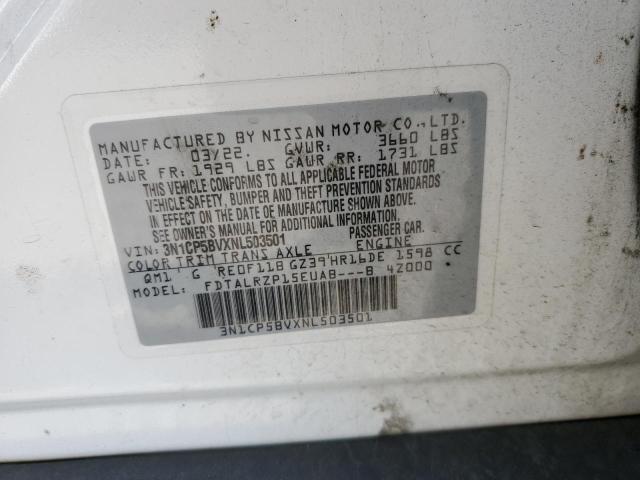 MANUFACTURED BY NISSAN MOTOR CO., LTD.
DATE: 03/22. GVWR: 3660 LBS
GAWR FR: 1929 LBS GAWR RR: 1731 LBS
THIS VEHICLE CONFORMS TO ALL APPLICABLE FEDERAL MOTOR
VEHICLE SAFETY, BUMPER AND THEFT PREVENTION STANDARDS
IN EFFECT ON THE DATE OF MANUFACTURE SHOWN ABOVE.
SEE OWNER'S MANUAL. PASSENGER CAR.
VIN: 3N1CP5BVXNL503501
COLOR TRIM TRANS AXLE ENGINE
QM1 G RE0F11B GZ39 HR16DE 1598 CC
MODEL: FDTALRZP15EUAB---B 4Z000
3N1CP5BVXNL503501